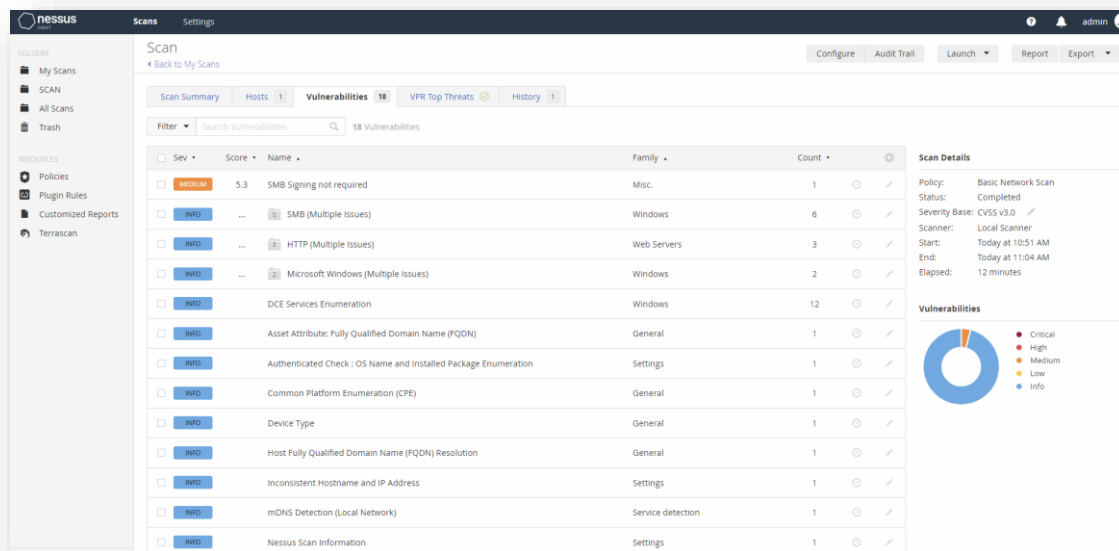 nessus
expert
Scans Settings
admin
FOLDERS
My Scans
SCAN
All Scans
Trash
RESOURCES
Policies
Plugin Rules
Customized Reports
Terrascan
Scan
Back to My Scans
Configure Audit Trail Launch Report Export
Scan Summary Hosts 1 Vulnerabilities 18 VPR Top Threats History 1
Filter Search Vulnerabilities 18 Vulnerabilities
Sev Score Name Family Count
MEDIUM 5.3 SMB Signing not required Misc. 1
INFO ... 5 SMB (Multiple Issues) Windows 6
INFO ... 3 HTTP (Multiple Issues) Web Servers 3
INFO ... 2 Microsoft Windows (Multiple Issues) Windows 2
INFO DCE Services Enumeration Windows 12
INFO Asset Attribute: Fully Qualified Domain Name (FQDN) General 1
INFO Authenticated Check : OS Name and Installed Package Enumeration Settings 1
INFO Common Platform Enumeration (CPE) General 1
INFO Device Type General 1
INFO Host Fully Qualified Domain Name (FQDN) Resolution General 1
INFO Inconsistent Hostname and IP Address Settings 1
INFO mDNS Detection (Local Network) Service detection 1
INFO Nessus Scan Information Settings 1
Scan Details
Policy: Basic Network Scan
Status: Completed
Severity Base: CVSS v3.0
Scanner: Local Scanner
Start: Today at 10:51 AM
End: Today at 11:04 AM
Elapsed: 12 minutes
Vulnerabilities
Critical
High
Medium
Low
Info